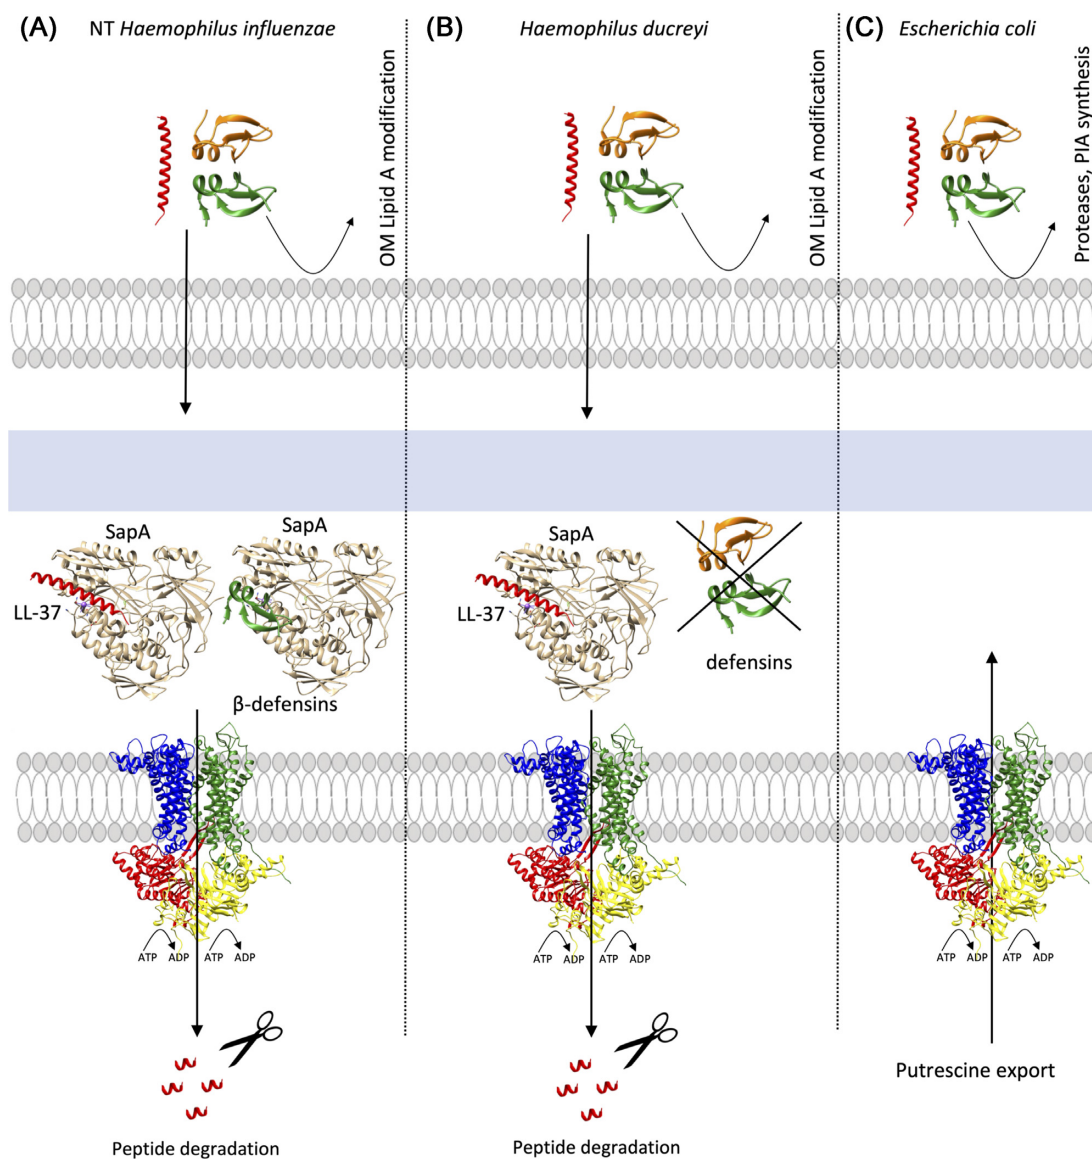 (A) NT Haemophilus influenzae
OM Lipid A modification
SapA
SapA
LL-37
β-defensins
ATP ADP ATP ADP
Peptide degradation
(B) Haemophilus ducreyi
OM Lipid A modification
SapA
LL-37
defensins
ATP ADP ATP ADP
Peptide degradation
(C) Escherichia coli
Proteases, PIA synthesis
ATP ADP ATP ADP
Putrescine export